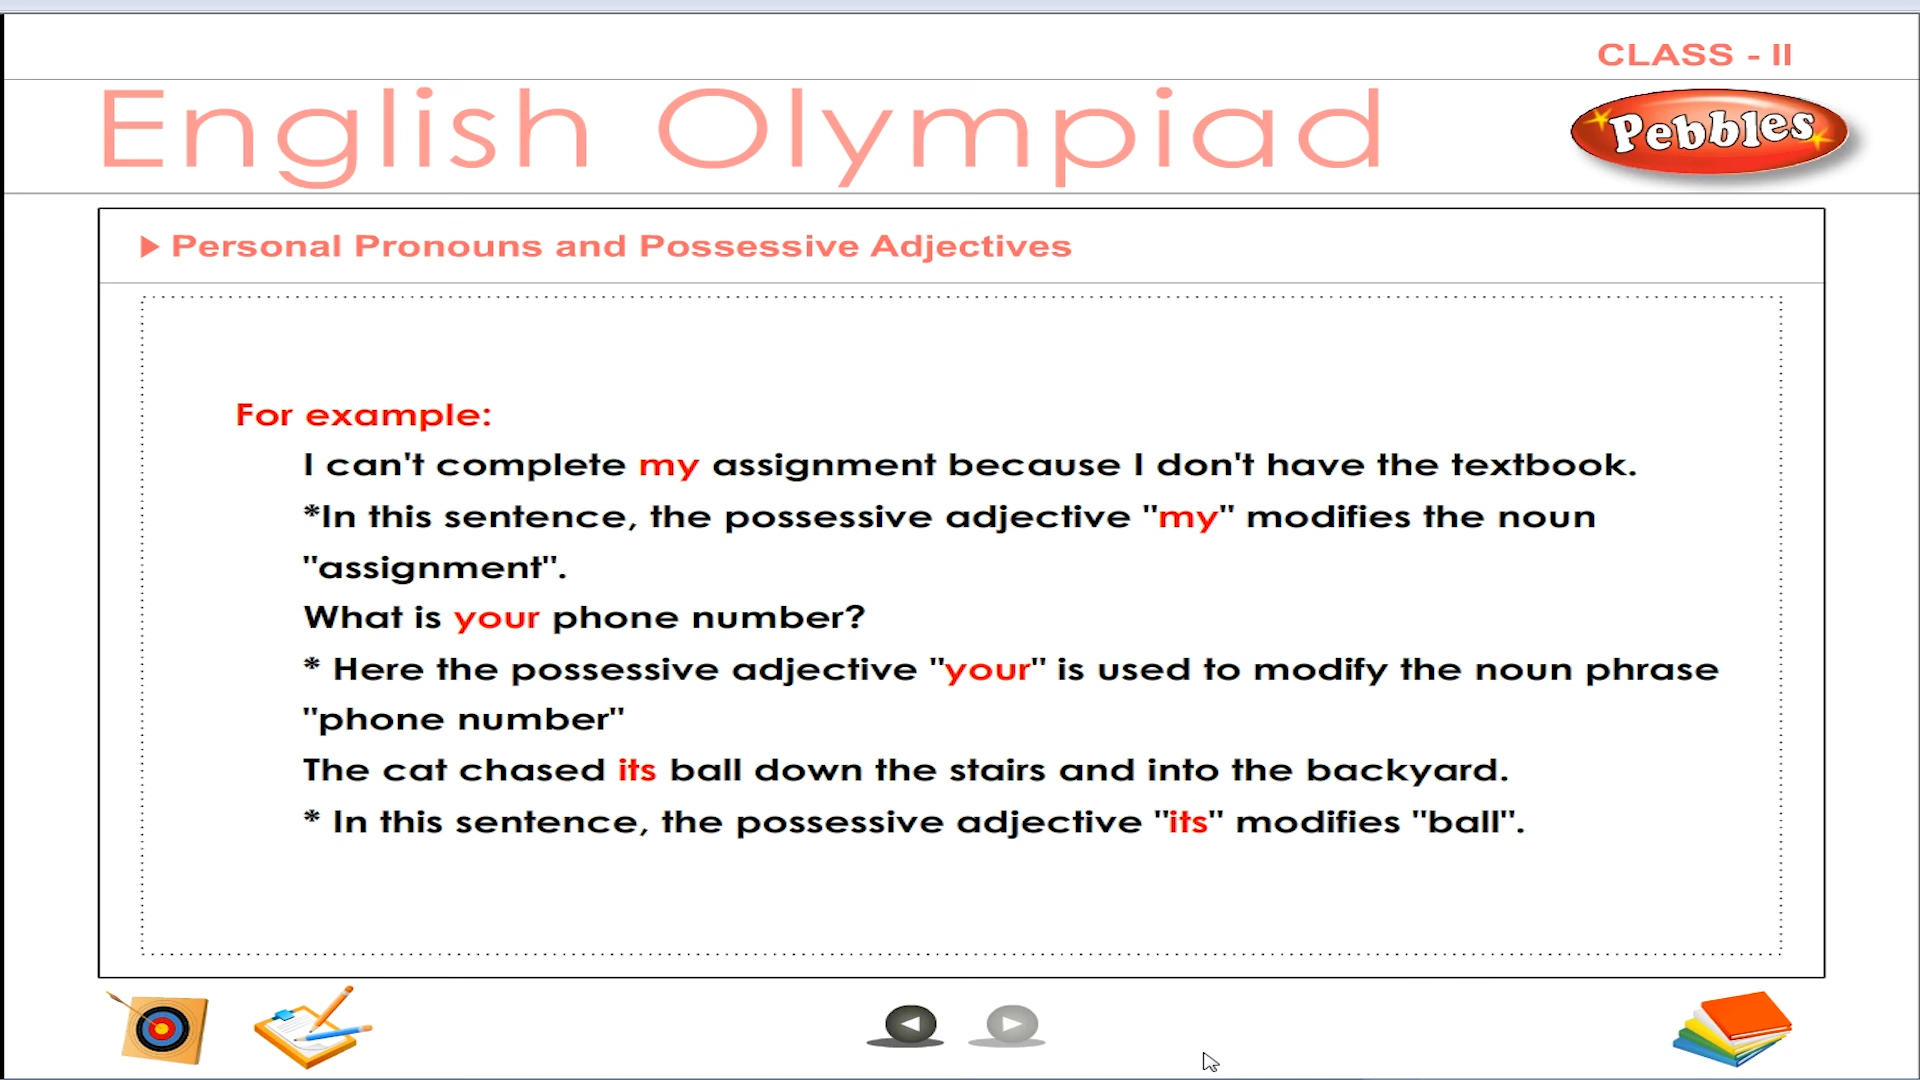 CLASS - II
English Olympiad
Pebbles
Personal Pronouns and Possessive Adjectives
For example:
I can't complete my assignment because I don't have the textbook.
*In this sentence, the possessive adjective "my" modifies the noun
"assignment".
What is your phone number?
* Here the possessive adjective "your" is used to modify the noun phrase
"phone number"
The cat chased its ball down the stairs and into the backyard.
* In this sentence, the possessive adjective "its" modifies "ball".